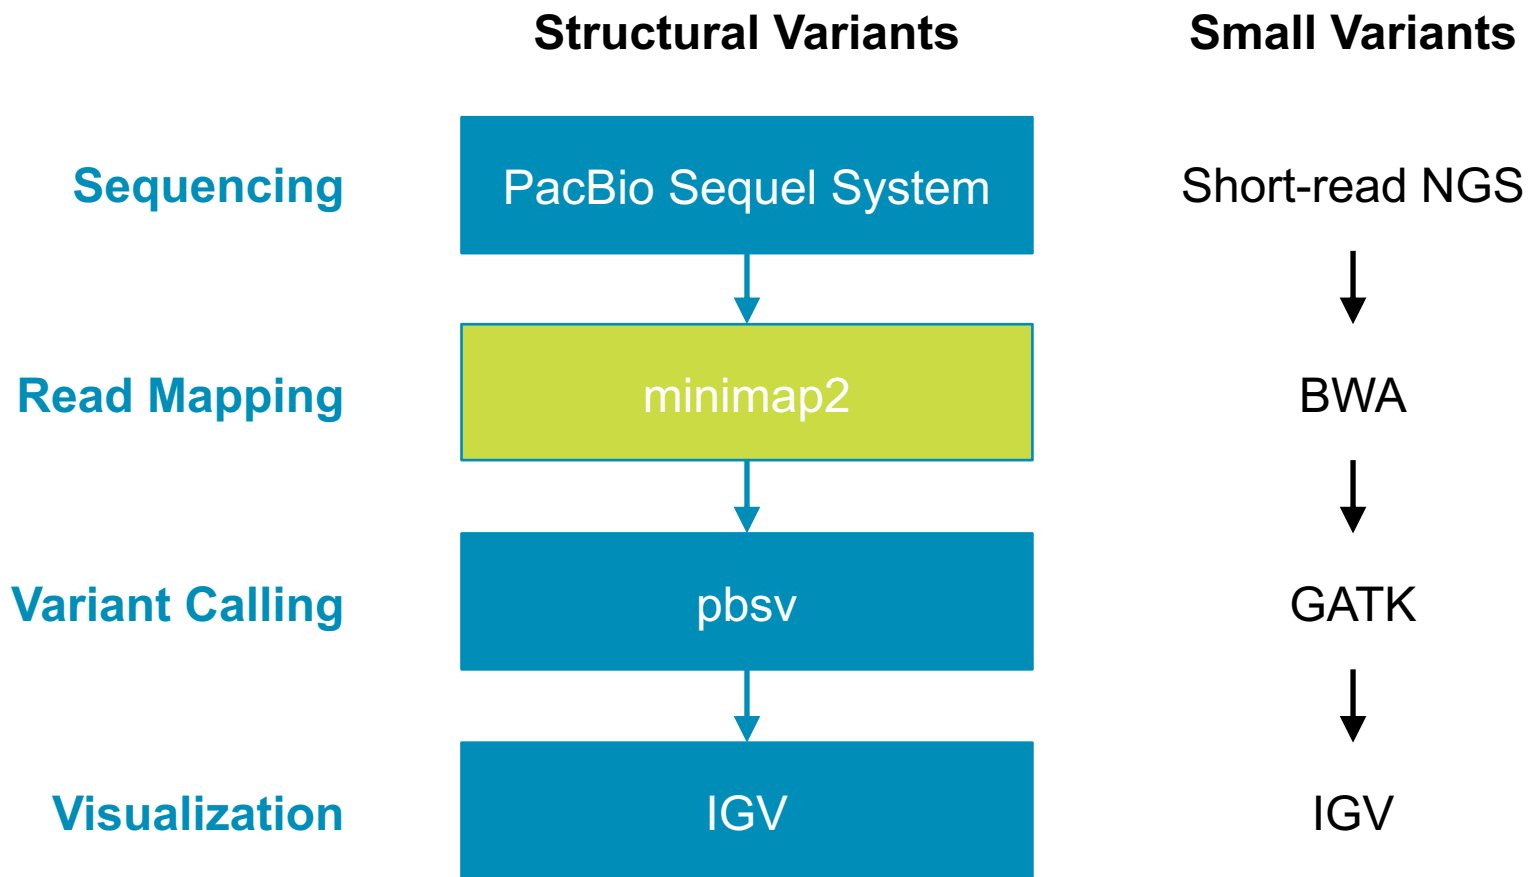 Structural Variants
Small Variants
Sequencing
PacBio Sequel System
Short-read NGS
Read Mapping
minimap2
BWA
Variant Calling
pbsv
GATK
Visualization
IGV
IGV